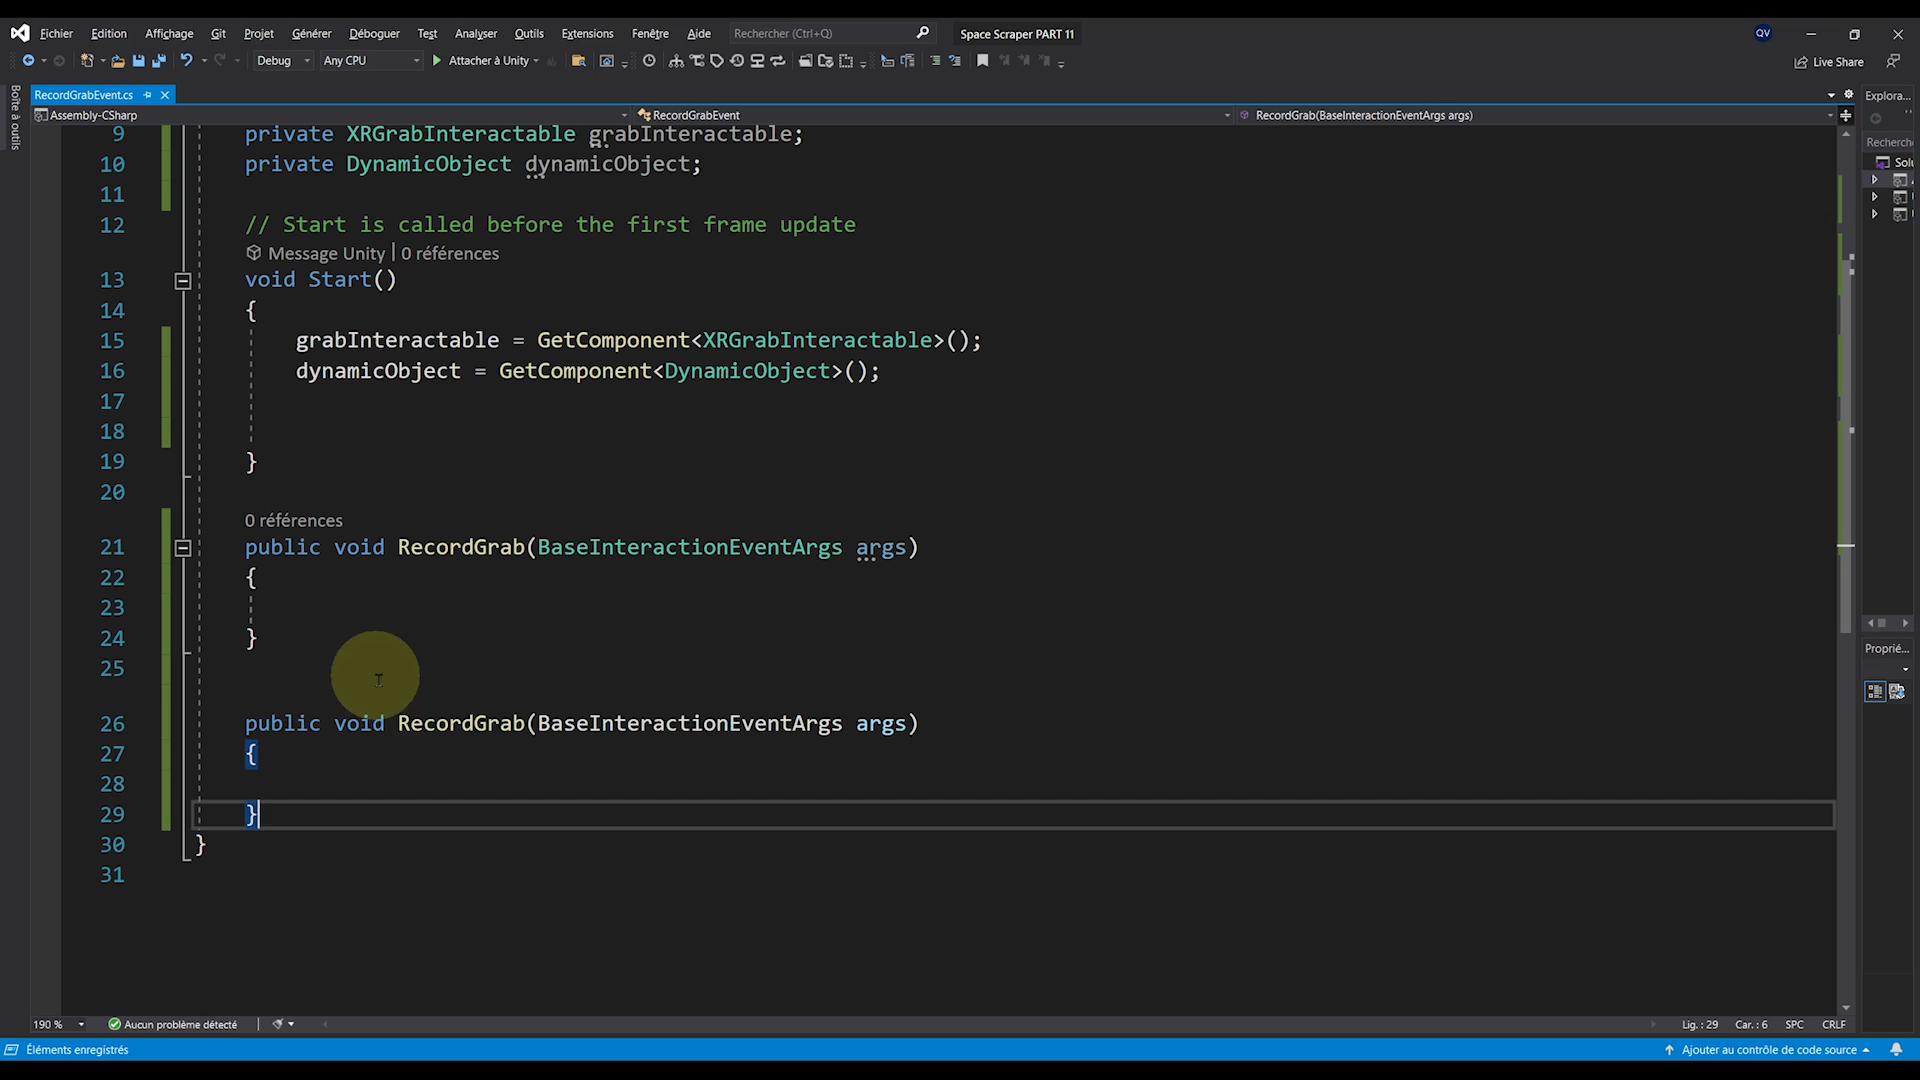 Fichier Edition Affichage Git Projet Générer Déboguer Test Analyser Outils Extensions Fenêtre Aide Rechercher (Ctrl+Q) Space Scraper PART 11 QV
Debug Any CPU Attacher à Unity Live Share
Boîte à outils
RecordGrabEvent.cs Explora...
Assembly-CSharp RecordGrabEvent RecordGrab(BaseInteractionEventArgs args)
Recherche
Solu
9 private XRGrabInteractable grabInteractable;
10 private DynamicObject dynamicObject;
11
12 // Start is called before the first frame update
Message Unity | 0 références
13 void Start()
14 {
15 grabInteractable = GetComponent<XRGrabInteractable>();
16 dynamicObject = GetComponent<DynamicObject>();
17
18
19 }
20
0 références
21 public void RecordGrab(BaseInteractionEventArgs args)
22 {
23
24 }
25
26 public void RecordGrab(BaseInteractionEventArgs args)
27 {
28
29 }
30 }
31
Proprié...
190 % Aucun problème détecté Lig. : 29 Car. : 6 SPC CRLF
Éléments enregistrés Ajouter au contrôle de code source